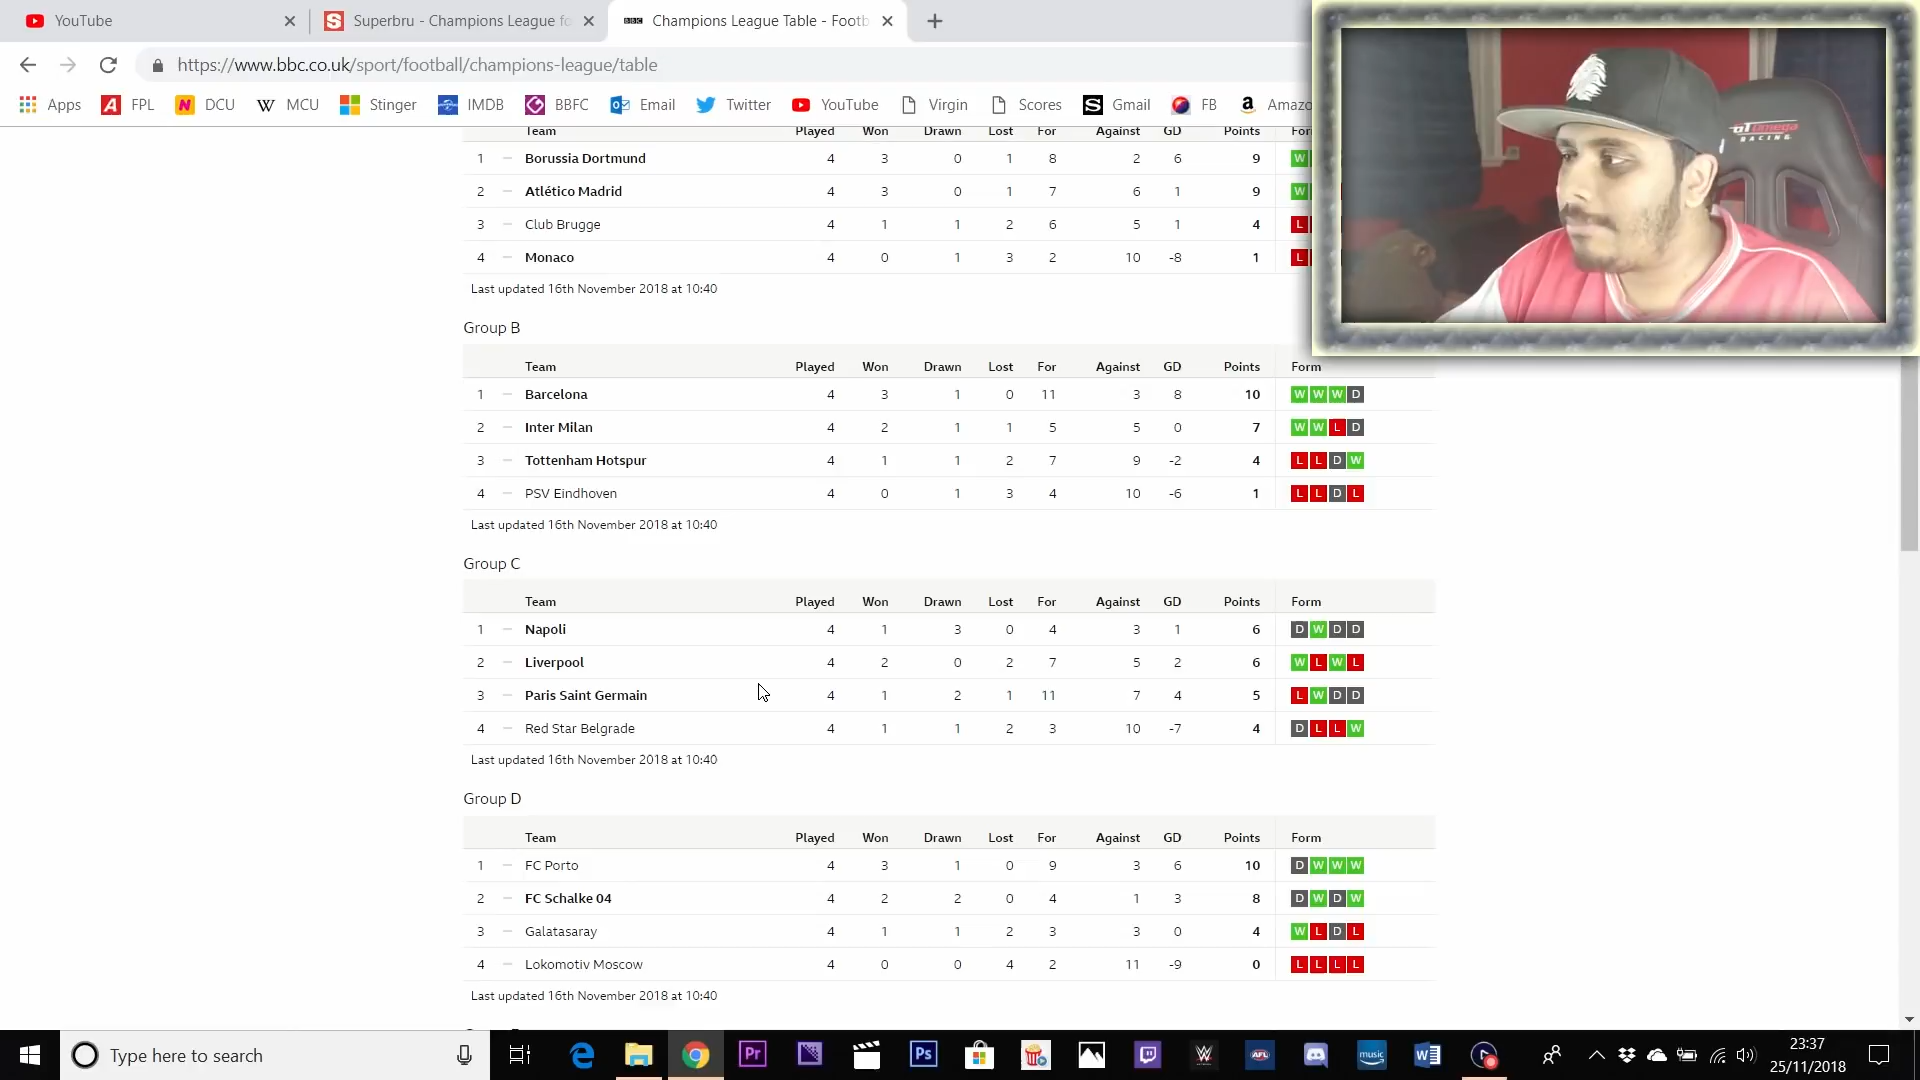 YouTube
Superbru - Champions League fo
BBC Champions League Table - Footb
https://www.bbc.co.uk/sport/football/champions-league/table
Apps FPL DCU MCU Stinger IMDB BBFC Email Twitter YouTube Virgin Scores Gmail FB Amazo
GT Omega
RACING
Team Played Won Drawn Lost For Against GD Points For
1 Borussia Dortmund 4 3 0 1 8 2 6 9 W
2 Atlético Madrid 4 3 0 1 7 6 1 9 W
3 Club Brugge 4 1 1 2 6 5 1 4 L
4 Monaco 4 0 1 3 2 10 -8 1 L
Last updated 16th November 2018 at 10:40
Group B
Team Played Won Drawn Lost For Against GD Points Form
1 Barcelona 4 3 1 0 11 3 8 10 W W W D
2 Inter Milan 4 2 1 1 5 5 0 7 W W L D
3 Tottenham Hotspur 4 1 1 2 7 9 -2 4 L L D W
4 PSV Eindhoven 4 0 1 3 4 10 -6 1 L L D L
Last updated 16th November 2018 at 10:40
Group C
Team Played Won Drawn Lost For Against GD Points Form
1 Napoli 4 1 3 0 4 3 1 6 D W D D
2 Liverpool 4 2 0 2 7 5 2 6 W L W L
3 Paris Saint Germain 4 1 2 1 11 7 4 5 L W D D
4 Red Star Belgrade 4 1 1 2 3 10 -7 4 D L L W
Last updated 16th November 2018 at 10:40
Group D
Team Played Won Drawn Lost For Against GD Points Form
1 FC Porto 4 3 1 0 9 3 6 10 D W W W
2 FC Schalke 04 4 2 2 0 4 1 3 8 D W D W
3 Galatasaray 4 1 1 2 3 3 0 4 W L D L
4 Lokomotiv Moscow 4 0 0 4 2 11 -9 0 L L L L
Last updated 16th November 2018 at 10:40
Type here to search
Pr Ps W AFL music
23:37
25/11/2018